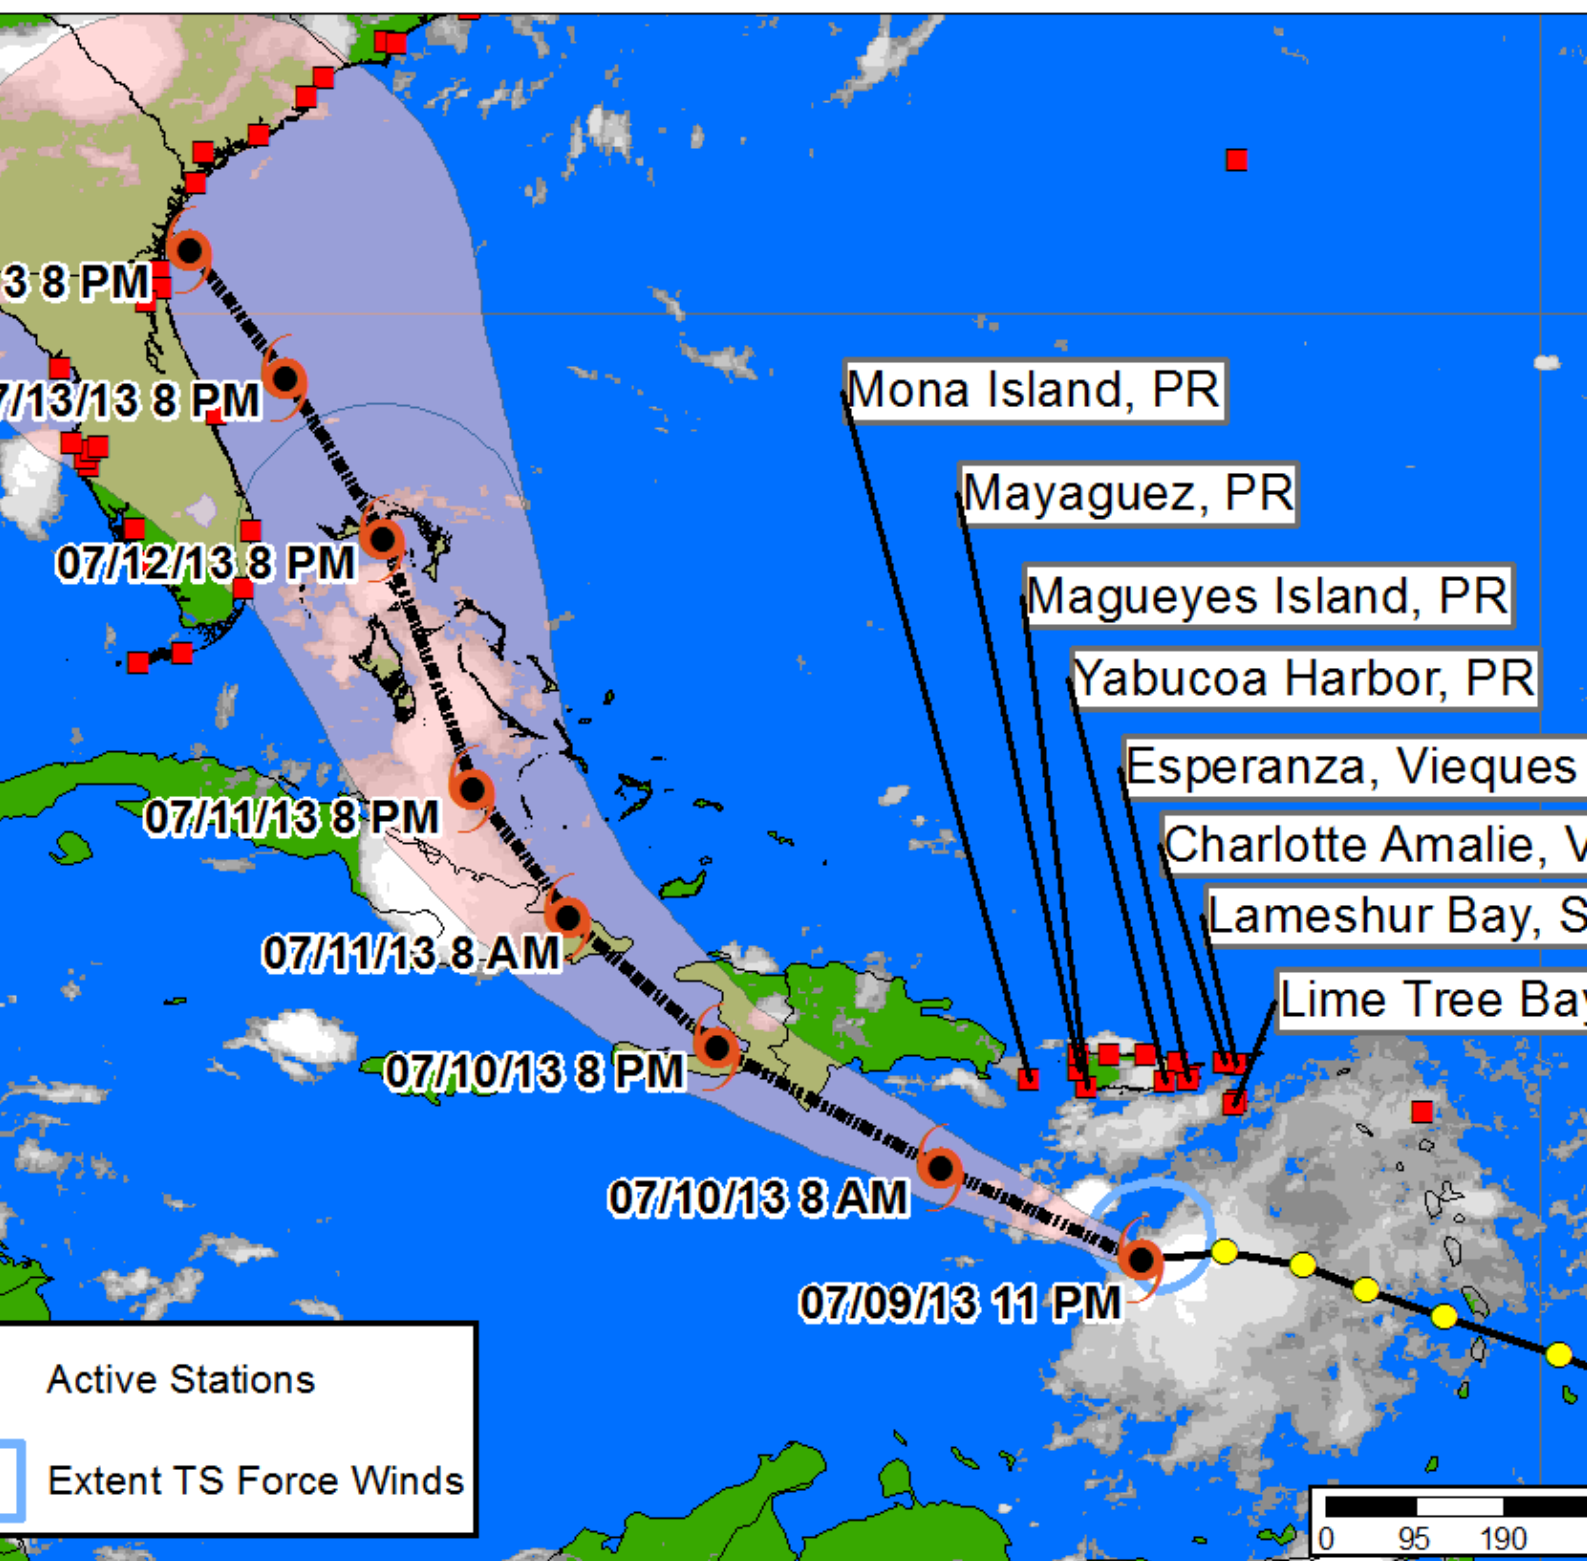 3 8 PM
7/13/13 8 PM
Mona Island, PR
Mayaguez, PR
07/12/13 8 PM
Magueyes Island, PR
Yabucoa Harbor, PR
Esperanza, Vieques
07/11/13 8 PM
Charlotte Amalie, V
Lameshur Bay, S
07/11/13 8 AM
Lime Tree Bay
07/10/13 8 PM
07/10/13 8 AM
07/09/13 11 PM
Active Stations
Extent TS Force Winds
0 95 190